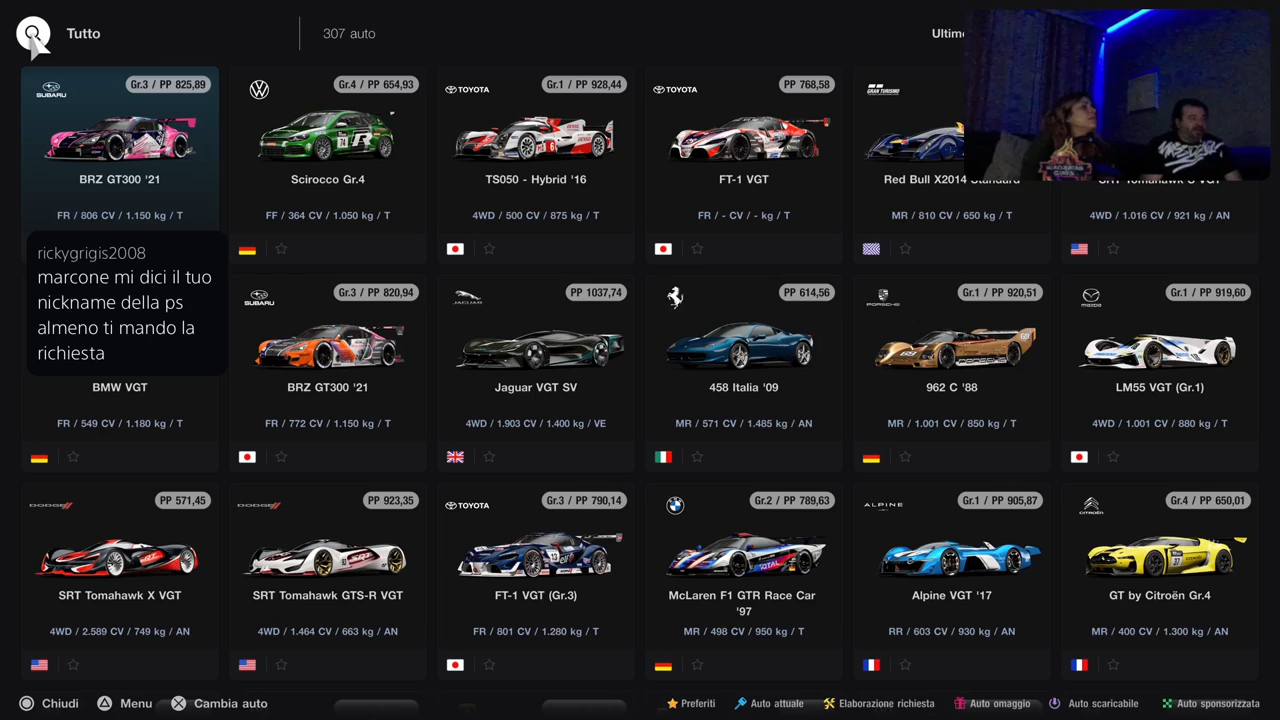 Tutto
307 auto
Ultimo
SUBARU
Gr.3 / PP 825,89
BRZ GT300 '21
FR / 806 CV / 1.150 kg / T
Gr.4 / PP 654,93
Scirocco Gr.4
FF / 364 CV / 1.050 kg / T
TOYOTA
Gr.1 / PP 928,44
TS050 - Hybrid '16
4WD / 500 CV / 875 kg / T
TOYOTA
PP 768,58
FT-1 VGT
FR / - CV / - kg / T
GRAN TURISMO
Red Bull X2014 Standard
MR / 810 CV / 650 kg / T
SRT Tomahawk S VGT
4WD / 1.016 CV / 921 kg / AN
rickygrigis2008
marcone mi dici il tuo
nickname della ps
almeno ti mando la
richiesta
BMW VGT
FR / 549 CV / 1.180 kg / T
SUBARU
Gr.3 / PP 820,94
BRZ GT300 '21
FR / 772 CV / 1.150 kg / T
JAGUAR
PP 1037,74
Jaguar VGT SV
4WD / 1.903 CV / 1.400 kg / VE
PP 614,56
458 Italia '09
MR / 571 CV / 1.485 kg / AN
PORSCHE
Gr.1 / PP 920,51
962 C '88
MR / 1.001 CV / 850 kg / T
mazda
Gr.1 / PP 919,60
LM55 VGT (Gr.1)
4WD / 1.001 CV / 880 kg / T
DODGE
PP 571,45
SRT Tomahawk X VGT
4WD / 2.589 CV / 749 kg / AN
DODGE
PP 923,35
SRT Tomahawk GTS-R VGT
4WD / 1.464 CV / 663 kg / AN
TOYOTA
Gr.3 / PP 790,14
FT-1 VGT (Gr.3)
FR / 801 CV / 1.280 kg / T
Gr.2 / PP 789,63
McLaren F1 GTR Race Car
'97
MR / 498 CV / 950 kg / T
ALPINE
Gr.1 / PP 905,87
Alpine VGT '17
RR / 603 CV / 930 kg / AN
CITROËN
Gr.4 / PP 650,01
GT by Citroën Gr.4
MR / 400 CV / 1.300 kg / AN
Chiudi
Menu
Cambia auto
Preferiti
Auto attuale
Elaborazione richiesta
Auto omaggio
Auto scaricabile
Auto sponsorizzata